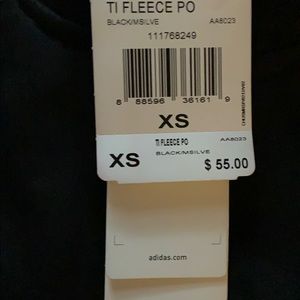 TI FLEECE PO
BLACK/MSILVE AA8023
111768249
8 88596 36161 9
XS
TI FLEECE PO AA8023
XS BLACK/MSILVE
$ 55.00
adidas.com